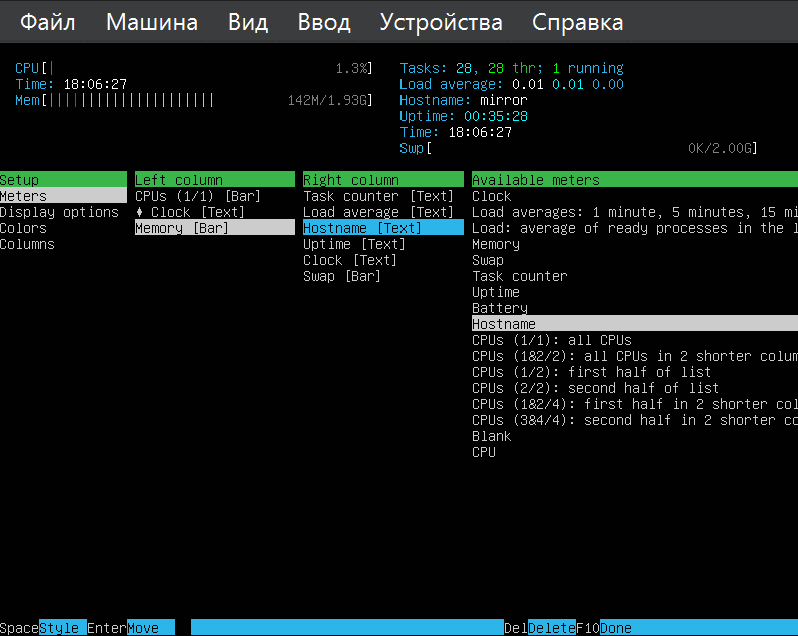 Файл Машина Вид Ввод Устройства Справка
CPU[| 1.3%] Tasks: 28, 28 thr; 1 running
Time: 18:06:27 Load average: 0.01 0.01 0.00
Mem[||||||||||||||||||||| 142M/1.93G] Hostname: mirror
Uptime: 00:35:28
Time: 18:06:27
Swp[ 0K/2.00G]
Setup Left column Right column Available meters
Meters CPUs (1/1) [Bar] Task counter [Text] Clock
Display options ♦ Clock [Text] Load average [Text] Load averages: 1 minute, 5 minutes, 15 mi
Colors Memory [Bar] Hostname [Text] Load: average of ready processes in the l
Columns Uptime [Text] Memory
Clock [Text] Swap
Swap [Bar] Task counter
Uptime
Battery
Hostname
CPUs (1/1): all CPUs
CPUs (1&2/2): all CPUs in 2 shorter colum
CPUs (1/2): first half of list
CPUs (2/2): second half of list
CPUs (1&2/4): first half in 2 shorter col
CPUs (3&4/4): second half in 2 shorter co
Blank
CPU
SpaceStyle EnterMove DelDeleteF10Done